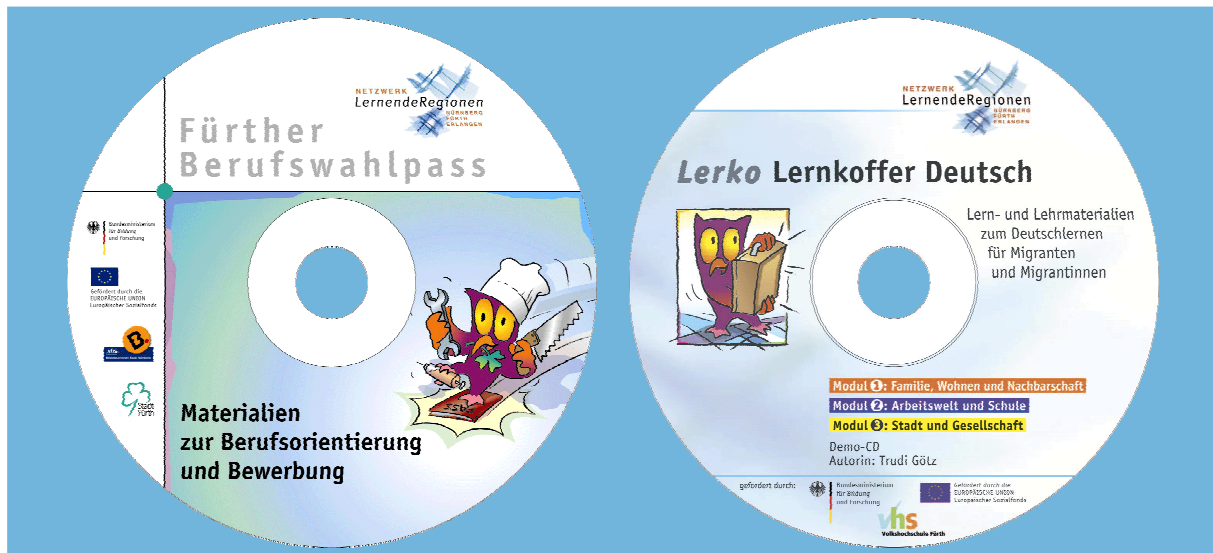 NETZWERK
LernendeRegionen
NÜRNBERG
FÜRTH
ERLANGEN
Fürther
Berufswahlpass
Bundesministerium
für Bildung
und Forschung
Gefördert durch die
EUROPÄISCHE UNION
Europäischer Sozialfonds
B.
Stadt
Fürth
Materialien
zur Berufsorientierung
und Bewerbung
NETZWERK
LernendeRegionen
NÜRNBERG
FÜRTH
ERLANGEN
Lerko Lernkoffer Deutsch
Lern- und Lehrmaterialien
zum Deutschlernen
für Migranten
und Migrantinnen
Modul 1: Familie, Wohnen und Nachbarschaft
Modul 2: Arbeitswelt und Schule
Modul 3: Stadt und Gesellschaft
Demo-CD
Autorin: Trudi Götz
gefördert durch:
Bundesministerium
für Bildung
und Forschung
Gefördert durch die
EUROPÄISCHE UNION
Europäischer Sozialfonds
vhs
Volkshochschule Fürth